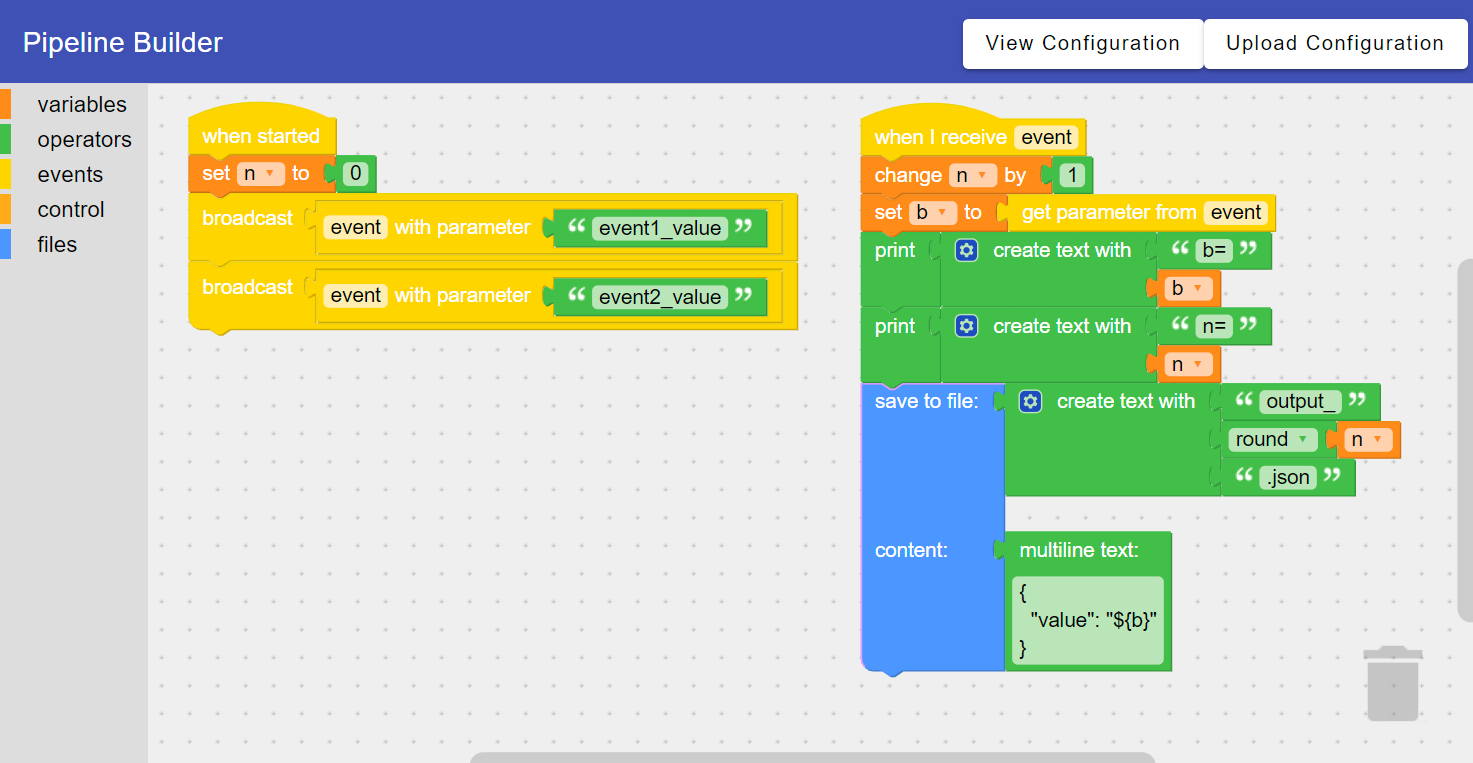 Pipeline Builder
View Configuration
Upload Configuration
variables
operators
events
control
files
when started
set n to 0
broadcast event with parameter “ event1_value ”
broadcast event with parameter “ event2_value ”
when I receive event
change n by 1
set b to get parameter from event
print create text with “ b= ”
b
print create text with “ n= ”
n
save to file: create text with “ output_ ”
round n
“ .json ”
content: multiline text:
{
"value": "${b}"
}